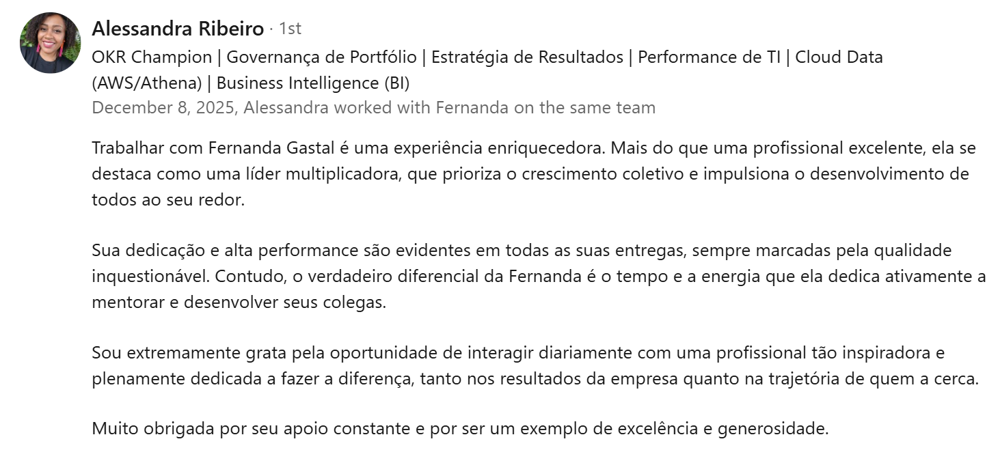 Alessandra Ribeiro · 1st
OKR Champion | Governança de Portfólio | Estratégia de Resultados | Performance de TI | Cloud Data
(AWS/Athena) | Business Intelligence (BI)
December 8, 2025, Alessandra worked with Fernanda on the same team
Trabalhar com Fernanda Gastal é uma experiência enriquecedora. Mais do que uma profissional excelente, ela se
destaca como uma líder multiplicadora, que prioriza o crescimento coletivo e impulsiona o desenvolvimento de
todos ao seu redor.
Sua dedicação e alta performance são evidentes em todas as suas entregas, sempre marcadas pela qualidade
inquestionável. Contudo, o verdadeiro diferencial da Fernanda é o tempo e a energia que ela dedica ativamente a
mentorar e desenvolver seus colegas.
Sou extremamente grata pela oportunidade de interagir diariamente com uma profissional tão inspiradora e
plenamente dedicada a fazer a diferença, tanto nos resultados da empresa quanto na trajetória de quem a cerca.
Muito obrigada por seu apoio constante e por ser um exemplo de excelência e generosidade.